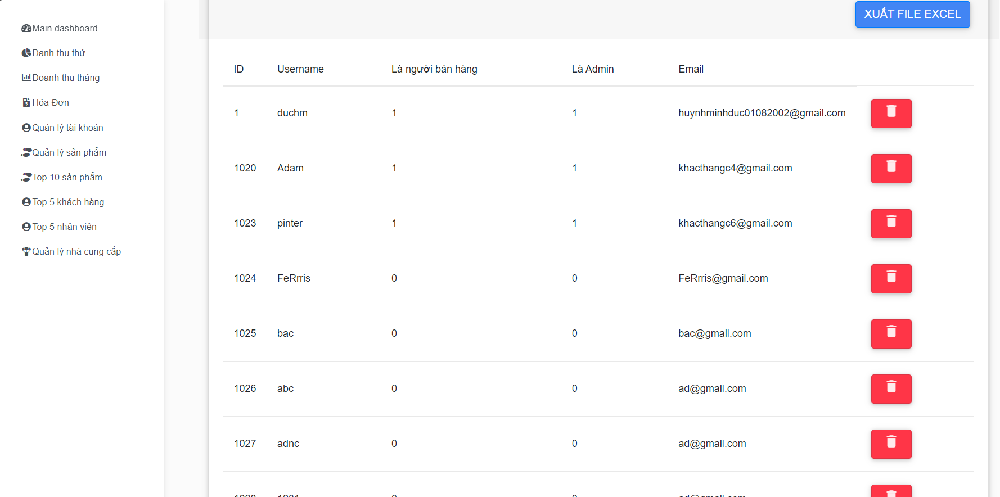 Main dashboard
Danh thu thứ
Doanh thu tháng
Hóa Đơn
Quản lý tài khoản
Quản lý sản phẩm
Top 10 sản phẩm
Top 5 khách hàng
Top 5 nhân viên
Quản lý nhà cung cấp
XUẤT FILE EXCEL
ID Username Là người bán hàng Là Admin Email
1 duchm 1 1 huynhminhduc01082002@gmail.com
1020 Adam 1 1 khacthangc4@gmail.com
1023 pinter 1 1 khacthangc6@gmail.com
1024 FeRrris 0 0 FeRrris@gmail.com
1025 bac 0 0 bac@gmail.com
1026 abc 0 0 ad@gmail.com
1027 adnc 0 0 ad@gmail.com